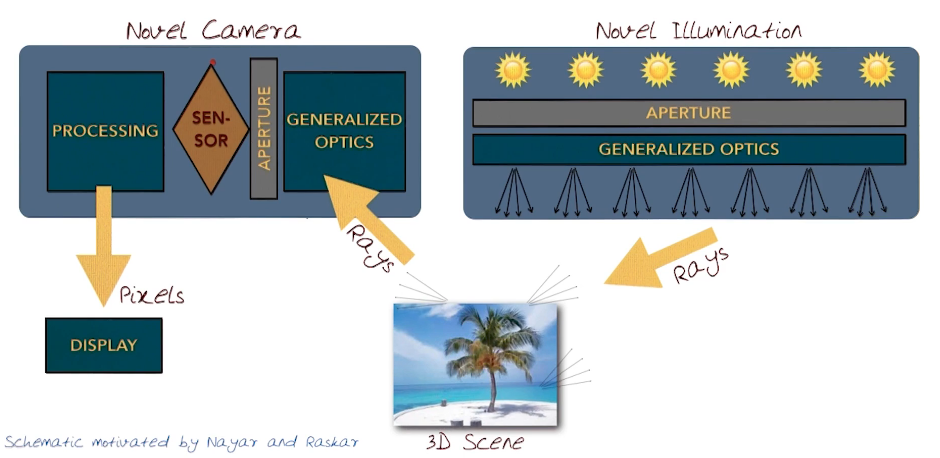 Novel Camera
Novel Illumination
PROCESSING
SEN-
SOR
APERTURE
GENERALIZED
OPTICS
APERTURE
GENERALIZED OPTICS
Rays
Rays
Pixels
DISPLAY
3D Scene
Schematic motivated by Nayar and Raskar